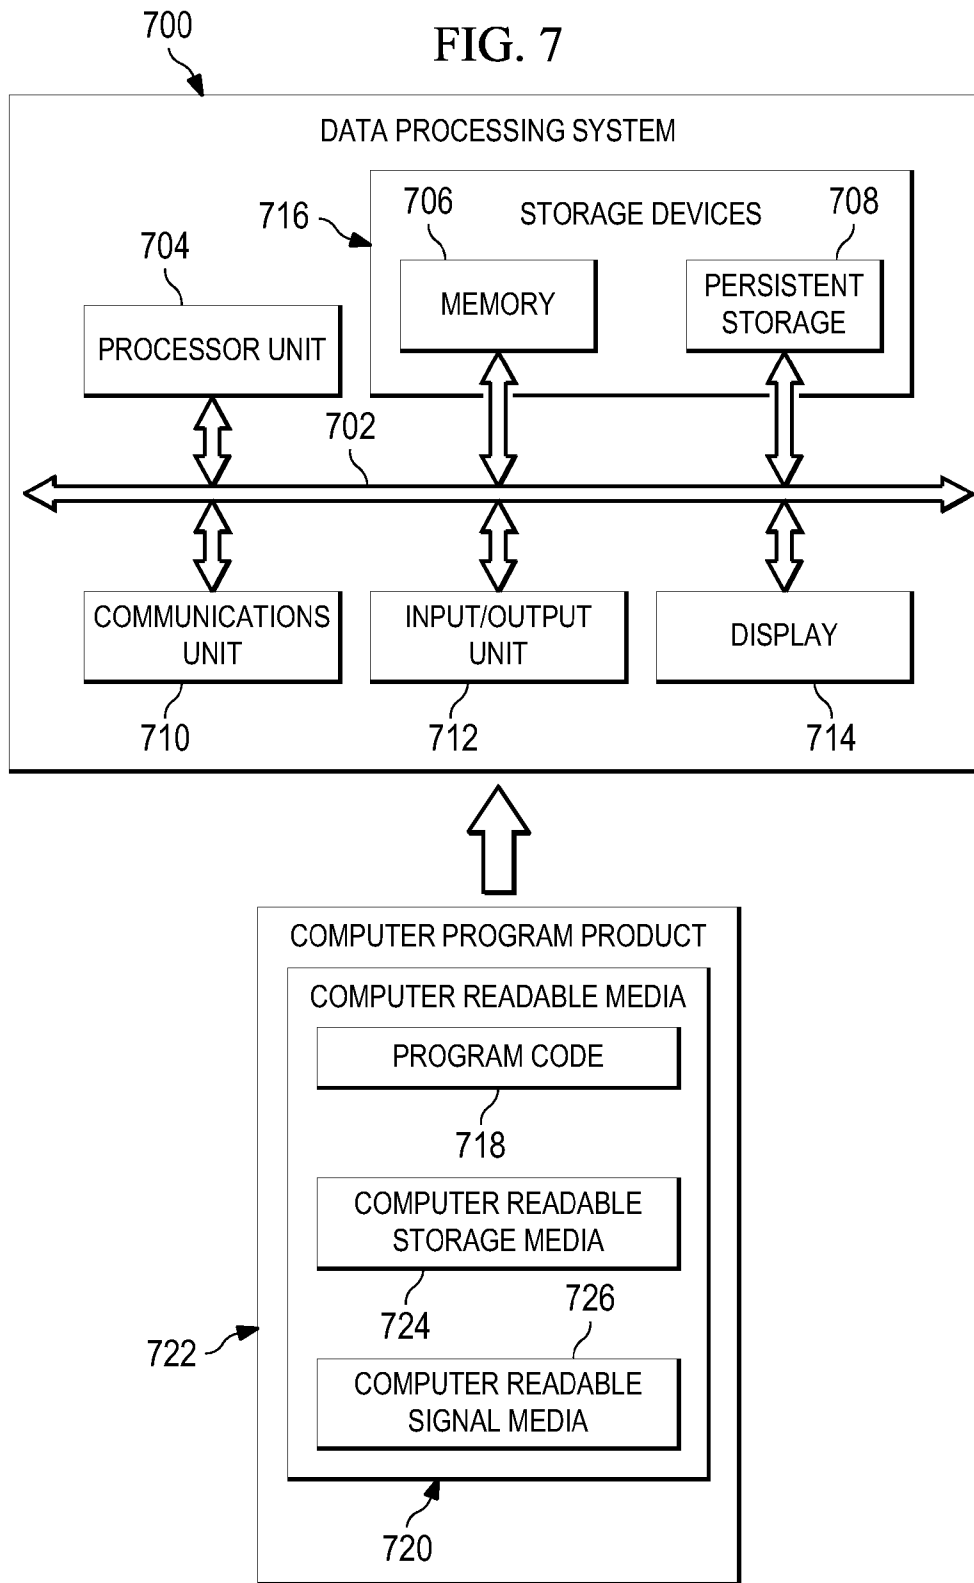 700
FIG. 7
DATA PROCESSING SYSTEM
716
706
STORAGE DEVICES
708
704
MEMORY
PERSISTENT
STORAGE
PROCESSOR UNIT
702
COMMUNICATIONS
UNIT
INPUT/OUTPUT
UNIT
DISPLAY
710
712
714
COMPUTER PROGRAM PRODUCT
COMPUTER READABLE MEDIA
PROGRAM CODE
718
COMPUTER READABLE
STORAGE MEDIA
724
726
722
COMPUTER READABLE
SIGNAL MEDIA
720